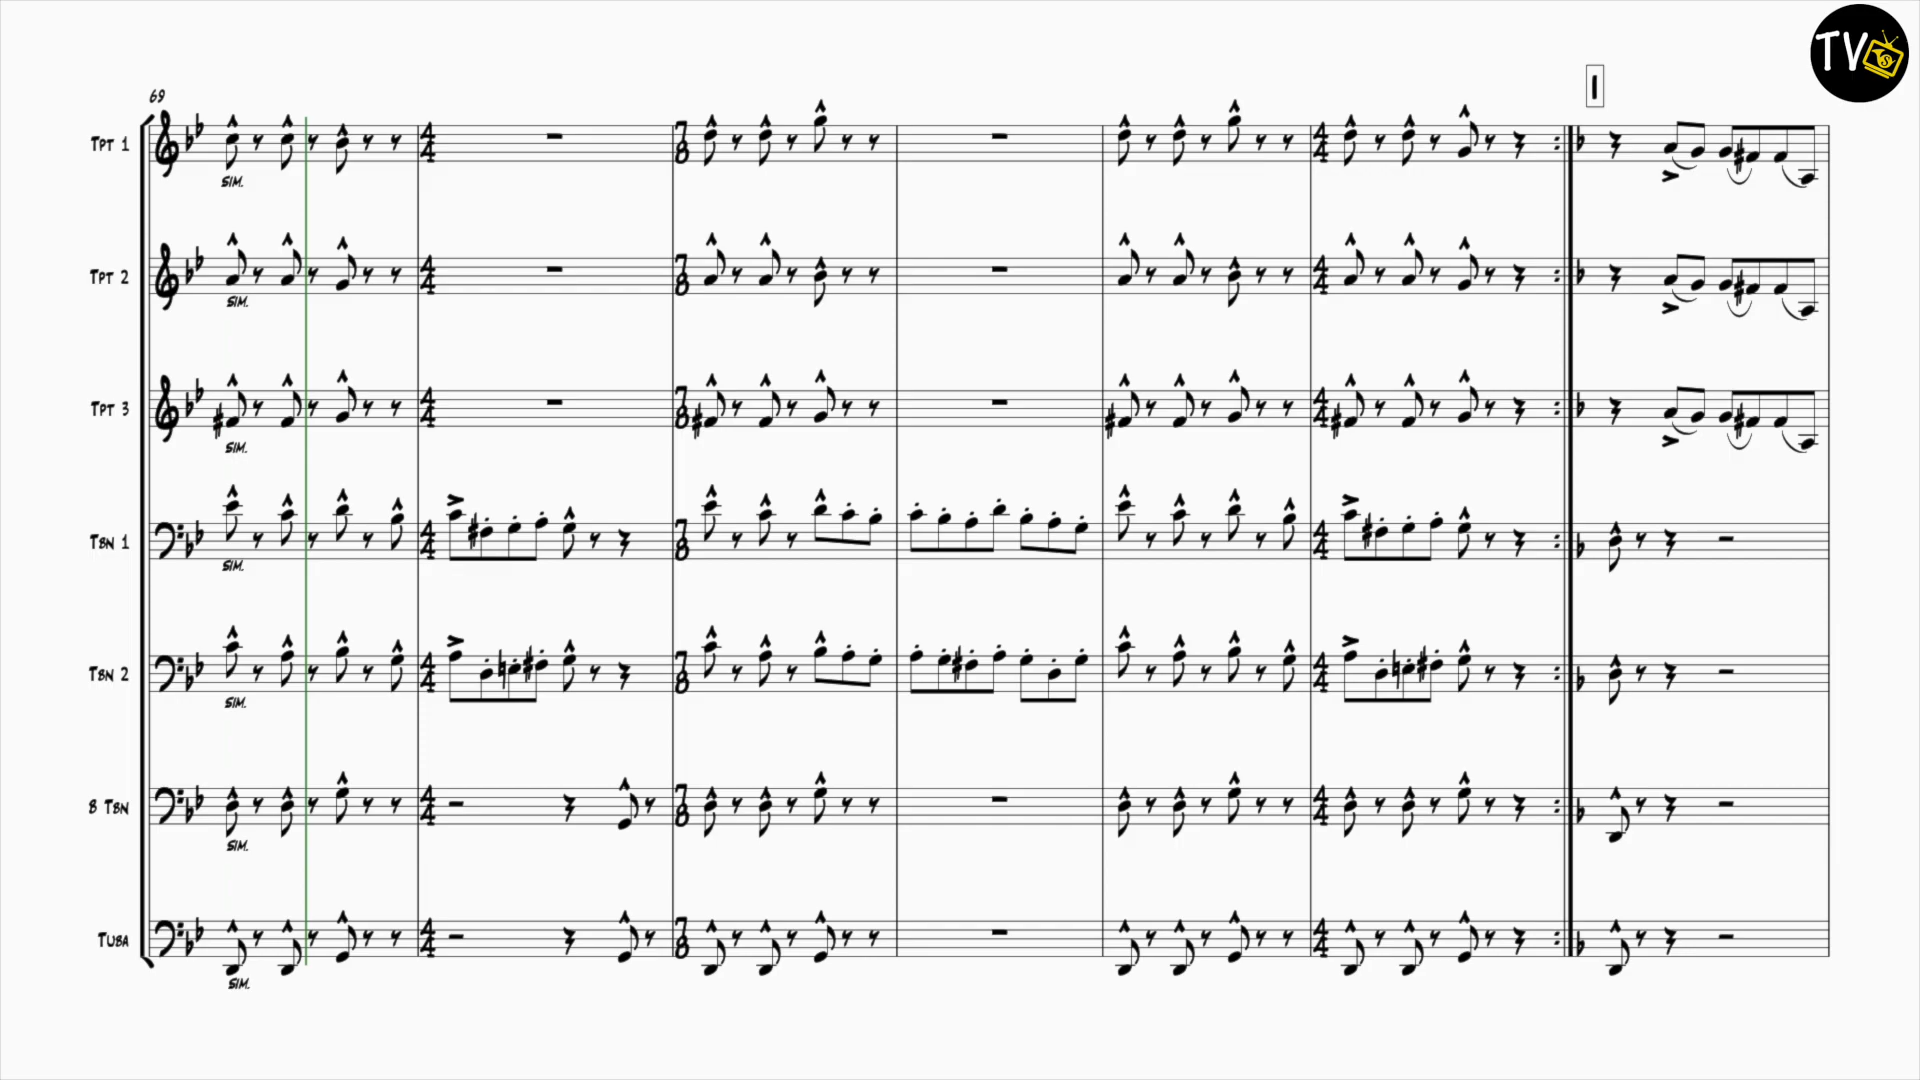 TVS
I
69
TPT 1
SIM.
TPT 2
SIM.
TPT 3
SIM.
TBN 1
SIM.
TBN 2
SIM.
B TBN
SIM.
TUBA
SIM.